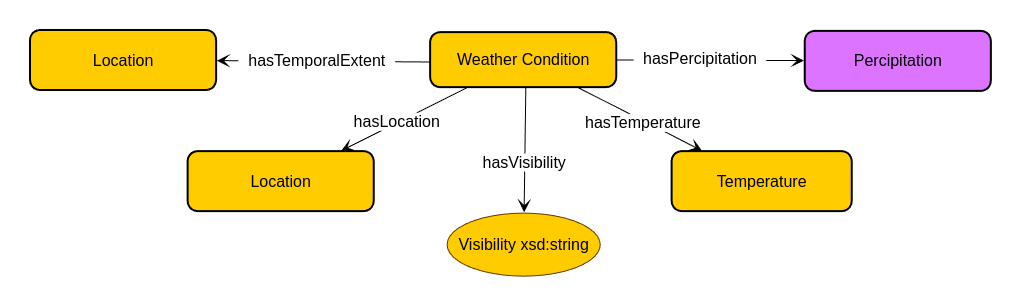 Location
hasTemporalExtent
Weather Condition
hasPercipitation
Percipitation
hasLocation
hasTemperature
hasVisibility
Location
Temperature
Visibility xsd:string